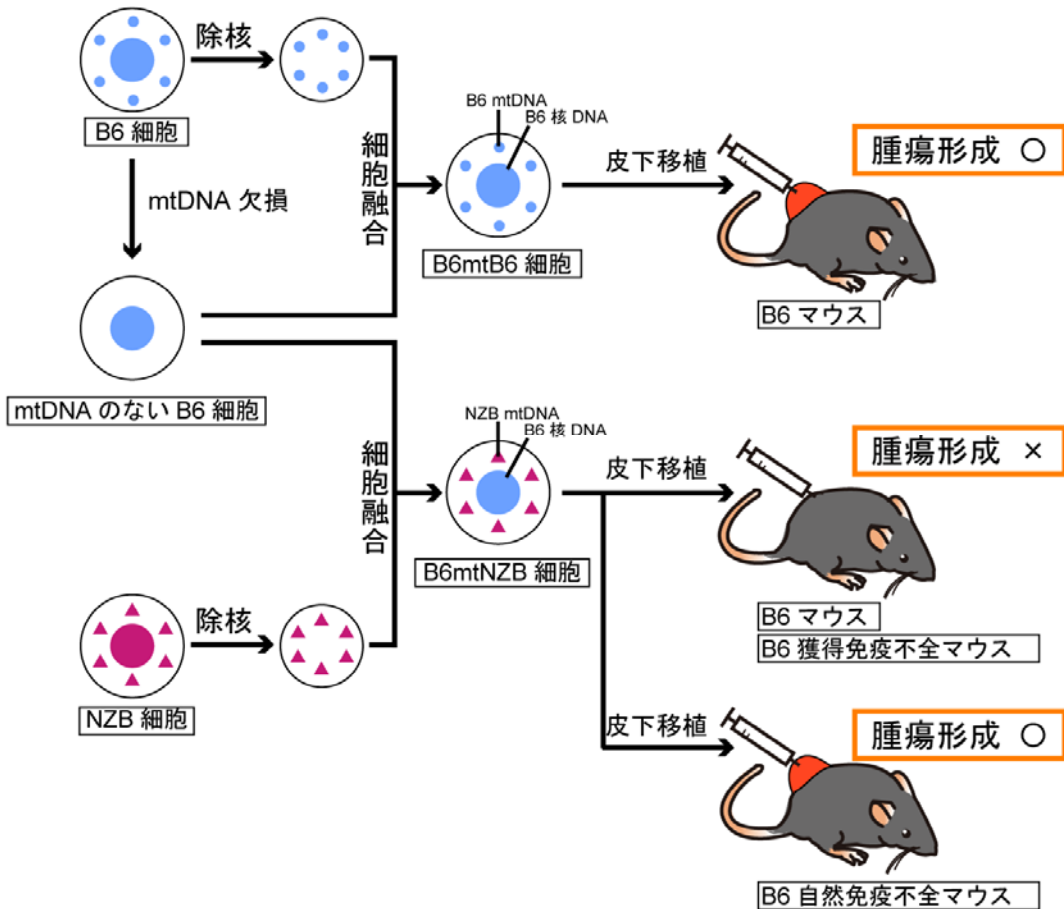 除核
B6 細胞
mtDNA 欠損
mtDNA のない B6 細胞
細胞融合
B6 mtDNA
B6 核 DNA
B6mtB6 細胞
皮下移植
腫瘍形成 ○
B6 マウス
除核
NZB 細胞
細胞融合
NZB mtDNA
B6 核 DNA
B6mtNZB 細胞
皮下移植
腫瘍形成 ×
B6 マウス
B6 獲得免疫不全マウス
皮下移植
腫瘍形成 ○
B6 自然免疫不全マウス